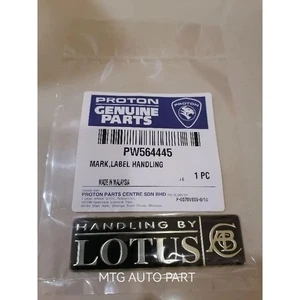 PROTON
GENUINE
PARTS
PROTON
PW564445
MARK,LABEL HANDLING
MADE IN MALAYSIA
1 PC
PROTON PARTS CENTRE SDN BHD
HANDLING BY
LOTUS
MTG AUTO PART